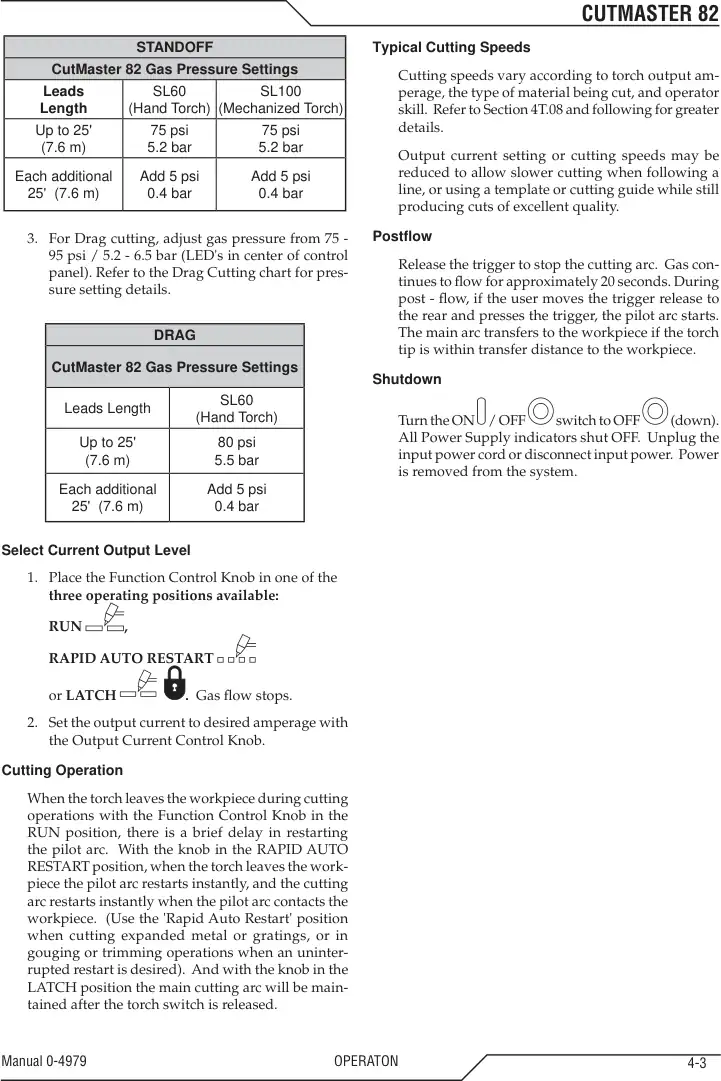 CUTMASTER 82
STANDOFF
CutMaster 82 Gas Pressure Settings
Leads Length SL60 (Hand Torch) SL100 (Mechanized Torch)
Up to 25' (7.6 m) 75 psi 5.2 bar 75 psi 5.2 bar
Each additional 25' (7.6 m) Add 5 psi 0.4 bar Add 5 psi 0.4 bar
3. For Drag cutting, adjust gas pressure from 75 -
95 psi / 5.2 - 6.5 bar (LED's in center of control
panel). Refer to the Drag Cutting chart for pres-
sure setting details.
DRAG
CutMaster 82 Gas Pressure Settings
Leads Length SL60 (Hand Torch)
Up to 25' (7.6 m) 80 psi 5.5 bar
Each additional 25' (7.6 m) Add 5 psi 0.4 bar
Select Current Output Level
1. Place the Function Control Knob in one of the
three operating positions available:
RUN ,
RAPID AUTO RESTART
or LATCH . Gas flow stops.
2. Set the output current to desired amperage with
the Output Current Control Knob.
Cutting Operation
When the torch leaves the workpiece during cutting
operations with the Function Control Knob in the
RUN position, there is a brief delay in restarting
the pilot arc. With the knob in the RAPID AUTO
RESTART position, when the torch leaves the work-
piece the pilot arc restarts instantly, and the cutting
arc restarts instantly when the pilot arc contacts the
workpiece. (Use the 'Rapid Auto Restart' position
when cutting expanded metal or gratings, or in
gouging or trimming operations when an uninter-
rupted restart is desired). And with the knob in the
LATCH position the main cutting arc will be main-
tained after the torch switch is released.
Typical Cutting Speeds
Cutting speeds vary according to torch output am-
perage, the type of material being cut, and operator
skill. Refer to Section 4T.08 and following for greater
details.
Output current setting or cutting speeds may be
reduced to allow slower cutting when following a
line, or using a template or cutting guide while still
producing cuts of excellent quality.
Postflow
Release the trigger to stop the cutting arc. Gas con-
tinues to flow for approximately 20 seconds. During
post - flow, if the user moves the trigger release to
the rear and presses the trigger, the pilot arc starts.
The main arc transfers to the workpiece if the torch
tip is within transfer distance to the workpiece.
Shutdown
Turn the ON / OFF switch to OFF (down).
All Power Supply indicators shut OFF. Unplug the
input power cord or disconnect input power. Power
is removed from the system.
Manual 0-4979 OPERATON 4-3